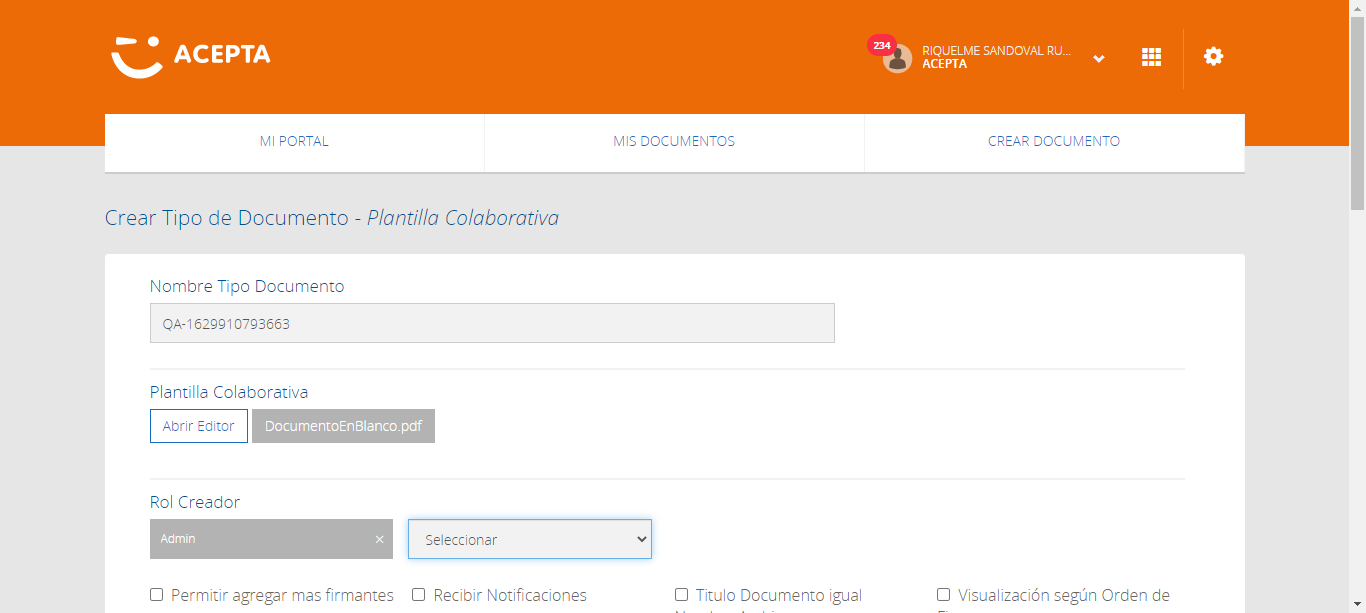 ACEPTA
234
RIQUELME SANDOVAL RU...
ACEPTA
MI PORTAL
MIS DOCUMENTOS
CREAR DOCUMENTO
Crear Tipo de Documento - Plantilla Colaborativa
Nombre Tipo Documento
QA-1629910793663
Plantilla Colaborativa
Abrir Editor
DocumentoEnBlanco.pdf
Rol Creador
Admin ×
Seleccionar
Permitir agregar mas firmantes
Recibir Notificaciones
Titulo Documento igual
Visualización según Orden de